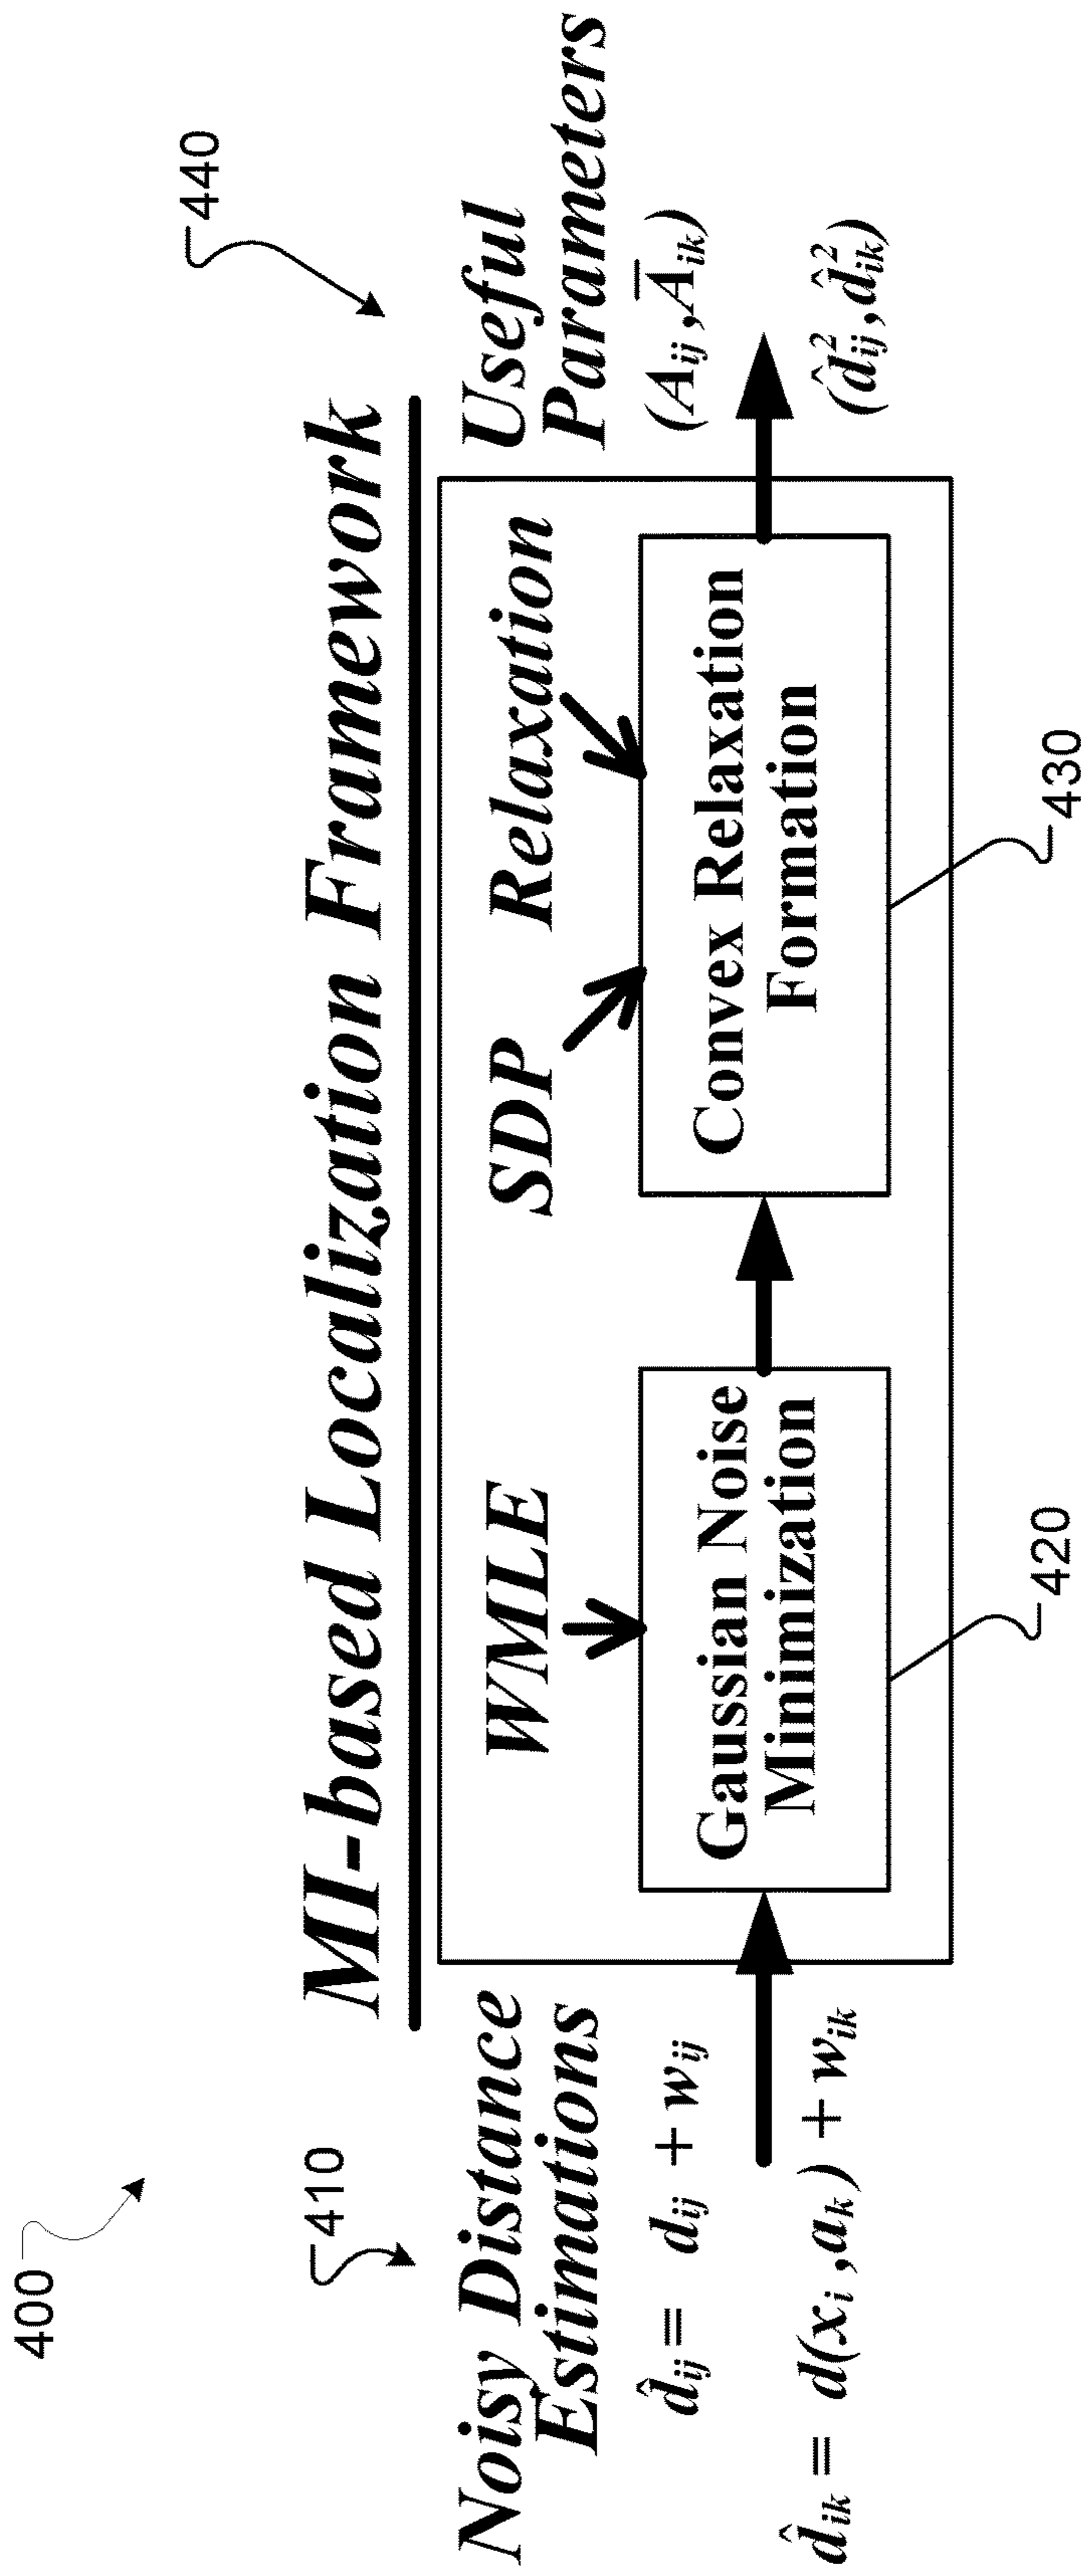 400
MI-based Localization Framework
440
410
Noisy Distance
Estimations
d̂ij = dij + wij
d̂ik = d(xi, ak) + wik
WMLE
Gaussian Noise
Minimization
420
SDP Relaxation
Convex Relaxation
Formation
430
Useful
Parameters
(Aij, A̅ik)
(d̂²ij, d̂²ik)